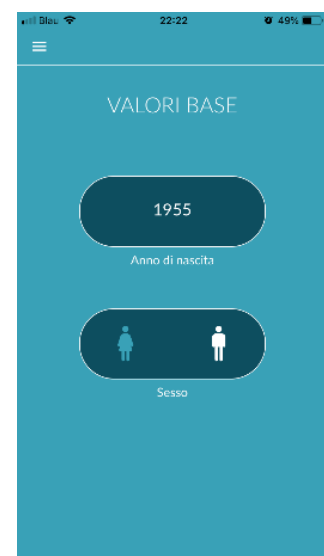 Blau 22:22 49%
VALORI BASE
1955
Anno di nascita
Sesso